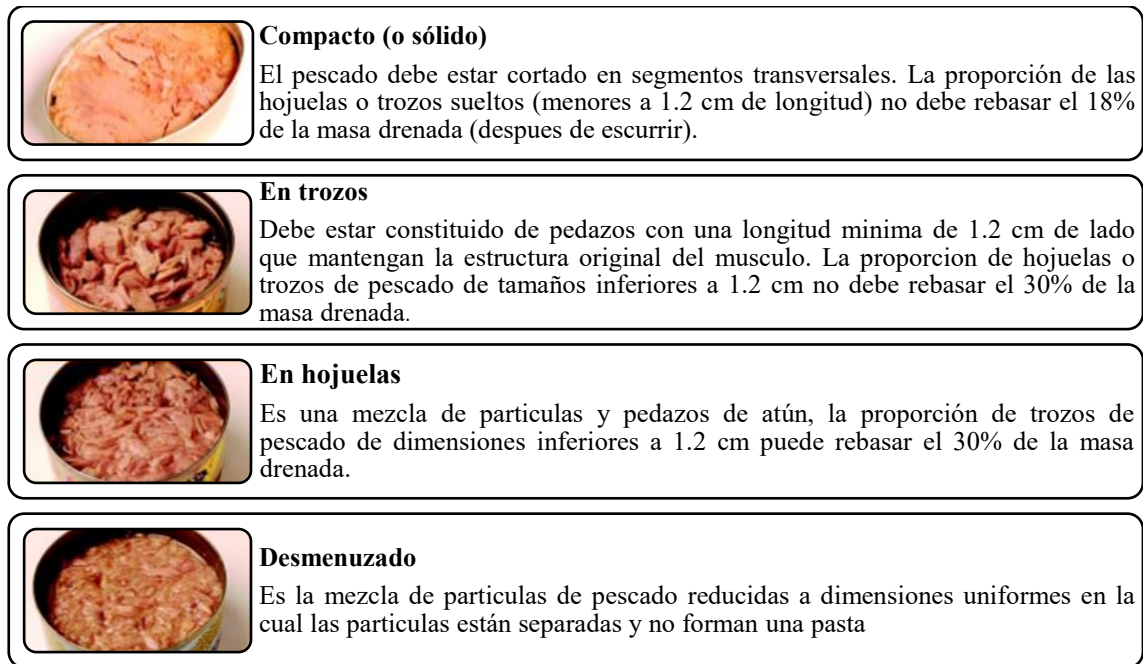 Compacto (o sólido)
El pescado debe estar cortado en segmentos transversales. La proporción de las
hojuelas o trozos sueltos (menores a 1.2 cm de longitud) no debe rebasar el 18%
de la masa drenada (despues de escurrir).
En trozos
Debe estar constituido de pedazos con una longitud minima de 1.2 cm de lado
que mantengan la estructura original del musculo. La proporcion de hojuelas o
trozos de pescado de tamaños inferiores a 1.2 cm no debe rebasar el 30% de la
masa drenada.
En hojuelas
Es una mezcla de particulas y pedazos de atún, la proporción de trozos de
pescado de dimensiones inferiores a 1.2 cm puede rebasar el 30% de la masa
drenada.
Desmenuzado
Es la mezcla de particulas de pescado reducidas a dimensiones uniformes en la
cual las particulas están separadas y no forman una pasta